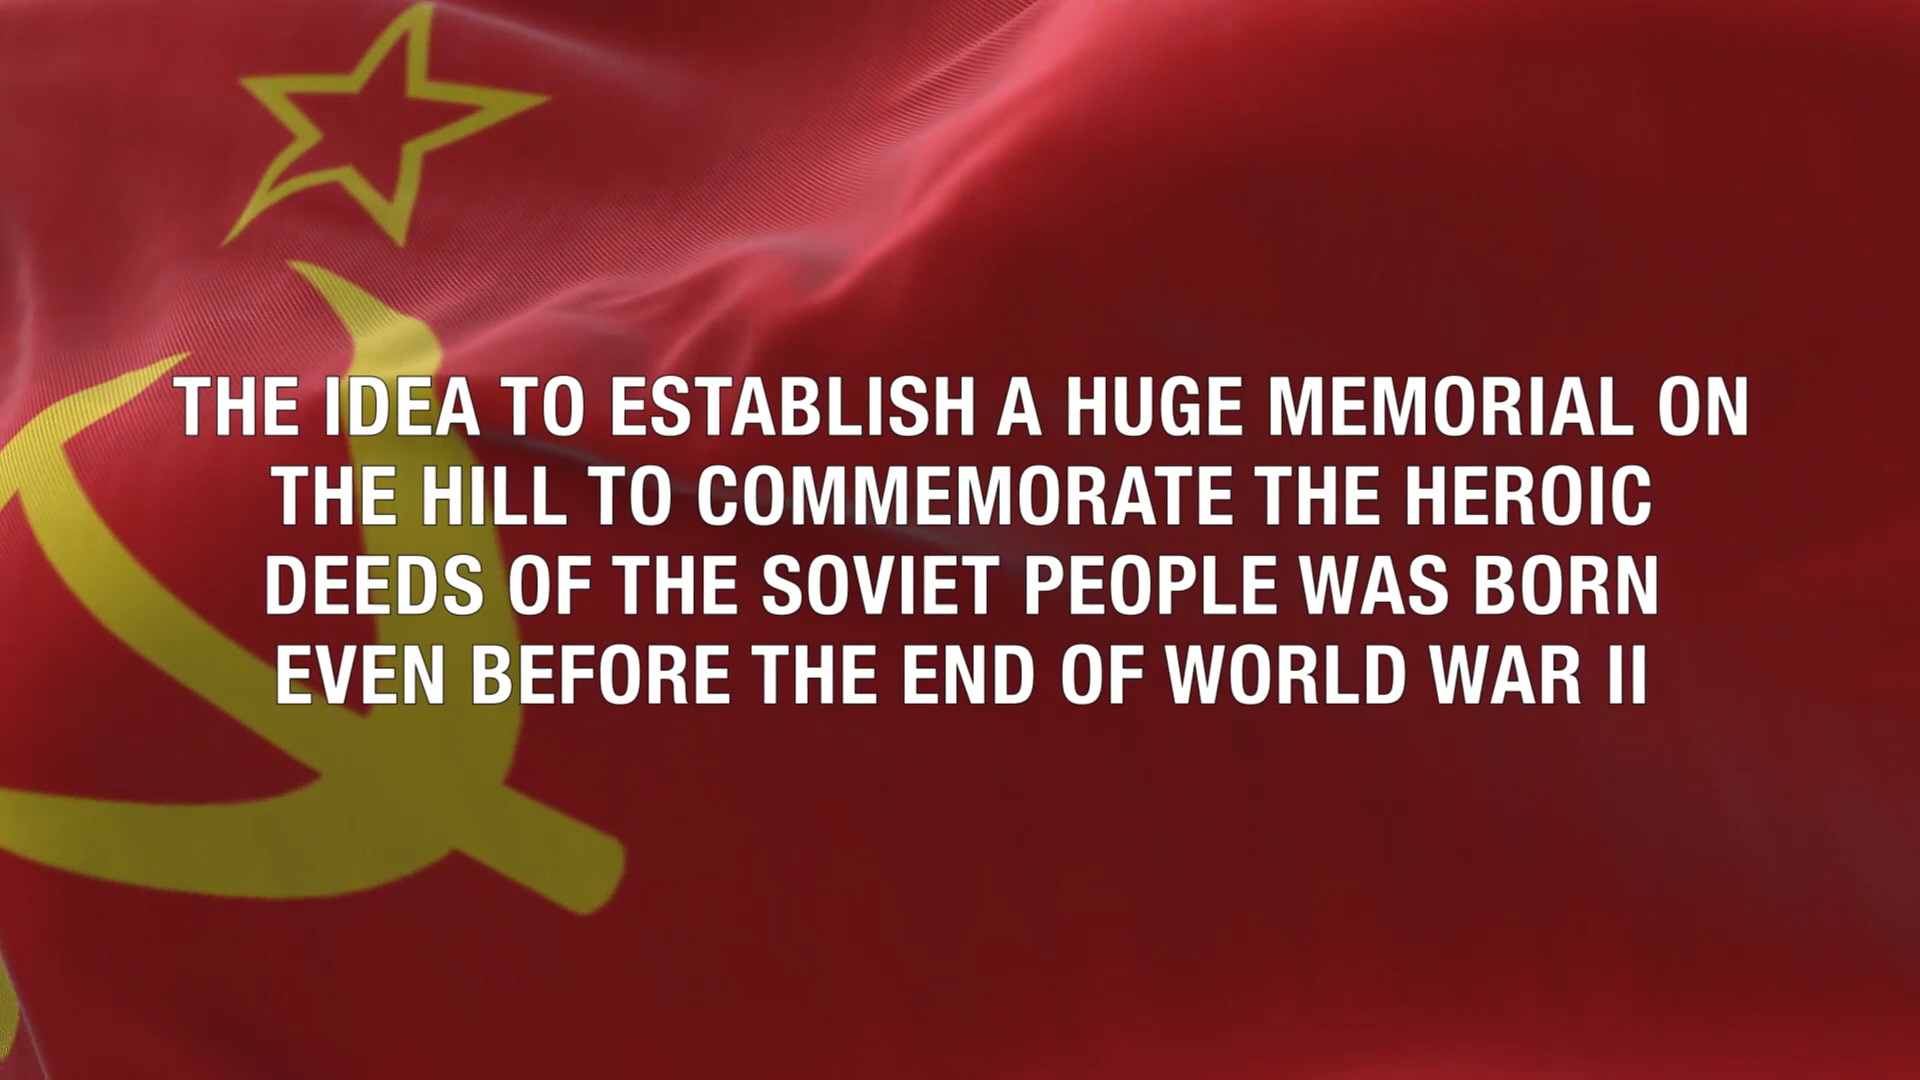 THE IDEA TO ESTABLISH A HUGE MEMORIAL ON
THE HILL TO COMMEMORATE THE HEROIC
DEEDS OF THE SOVIET PEOPLE WAS BORN
EVEN BEFORE THE END OF WORLD WAR II